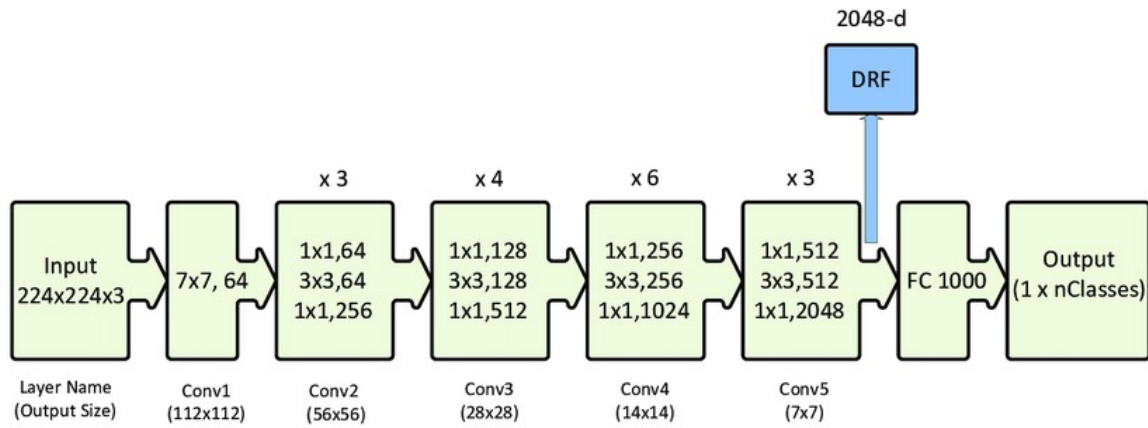 2048-d
DRF
x 3
x 4
x 6
x 3
Input
224x224x3
7x7, 64
1x1,64
3x3,64
1x1,256
1x1,128
3x3,128
1x1,512
1x1,256
3x3,256
1x1,1024
1x1,512
3x3,512
1x1,2048
FC 1000
Output
(1 x nClasses)
Layer Name
(Output Size)
Conv1
(112x112)
Conv2
(56x56)
Conv3
(28x28)
Conv4
(14x14)
Conv5
(7x7)